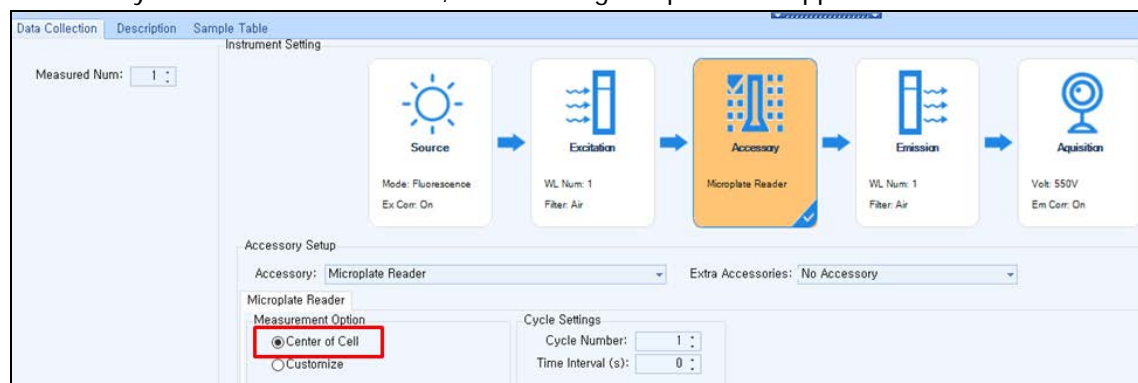 Data Collection Description Sample Table
Instrument Setting
Measured Num: 1
Source
Excitation
Accessory
Emission
Aquisition
Mode: Fluorescence
WL Num: 1
Microplate Reader
WL Num: 1
Volt: 550V
Ex Corr: On
Filter: Air
Filter: Air
Em Corr: On
Accessory Setup
Accessory: Microplate Reader Extra Accessories: No Accessory
Microplate Reader
Measurement Option Cycle Settings
Center of Cell Cycle Number: 1
Customize Time Interval (s): 0